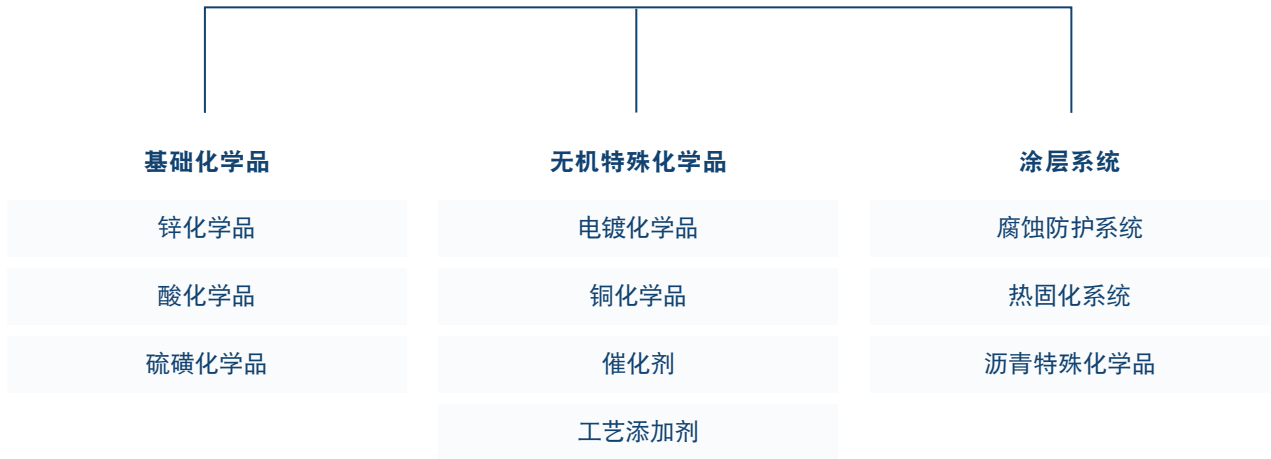 基础化学品
无机特殊化学品
涂层系统
锌化学品
电镀化学品
腐蚀防护系统
酸化学品
铜化学品
热固化系统
硫磺化学品
催化剂
沥青特殊化学品
工艺添加剂